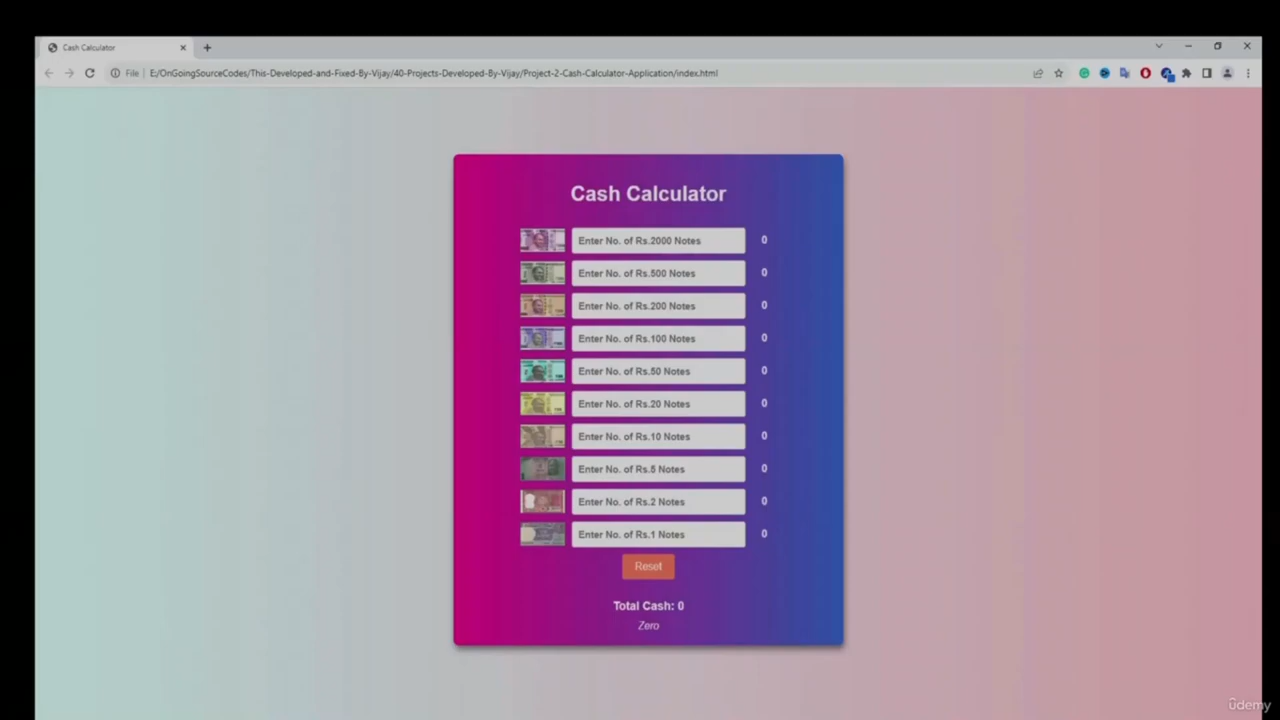 Cash Calculator
File
E:/OnGoingSourceCodes/This-Developed-and-Fixed-By-Vijay/40-Projects-Developed-By-Vijay/Project-2-Cash-Calculator-Application/index.html
Cash Calculator
Enter No. of Rs.2000 Notes 0
Enter No. of Rs.500 Notes 0
Enter No. of Rs.200 Notes 0
Enter No. of Rs.100 Notes 0
Enter No. of Rs.50 Notes 0
Enter No. of Rs.20 Notes 0
Enter No. of Rs.10 Notes 0
Enter No. of Rs.5 Notes 0
Enter No. of Rs.2 Notes 0
Enter No. of Rs.1 Notes 0
Reset
Total Cash: 0
Zero
ûdemy